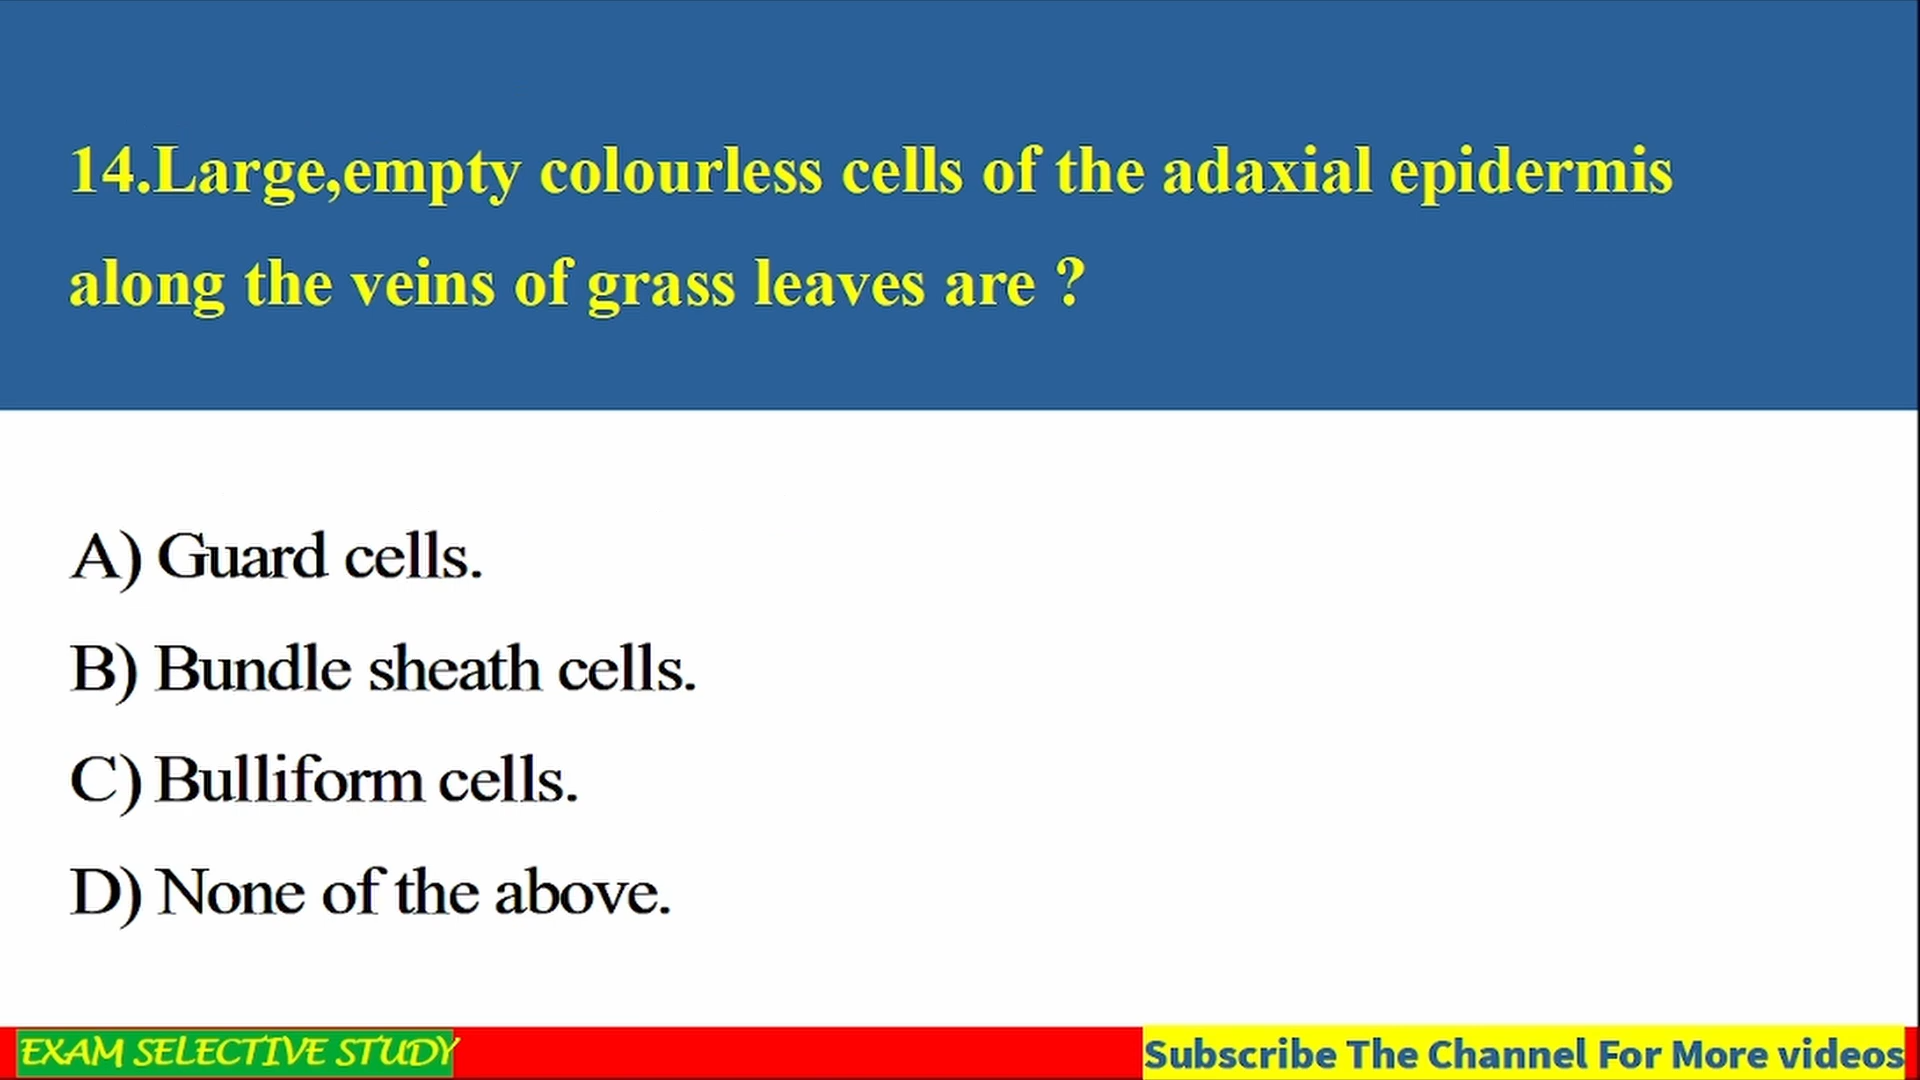 14.Large,empty colourless cells of the adaxial epidermis
along the veins of grass leaves are ?
A) Guard cells.
B) Bundle sheath cells.
C) Bulliform cells.
D) None of the above.
EXAM SELECTIVE STUDY
Subscribe The Channel For More videos